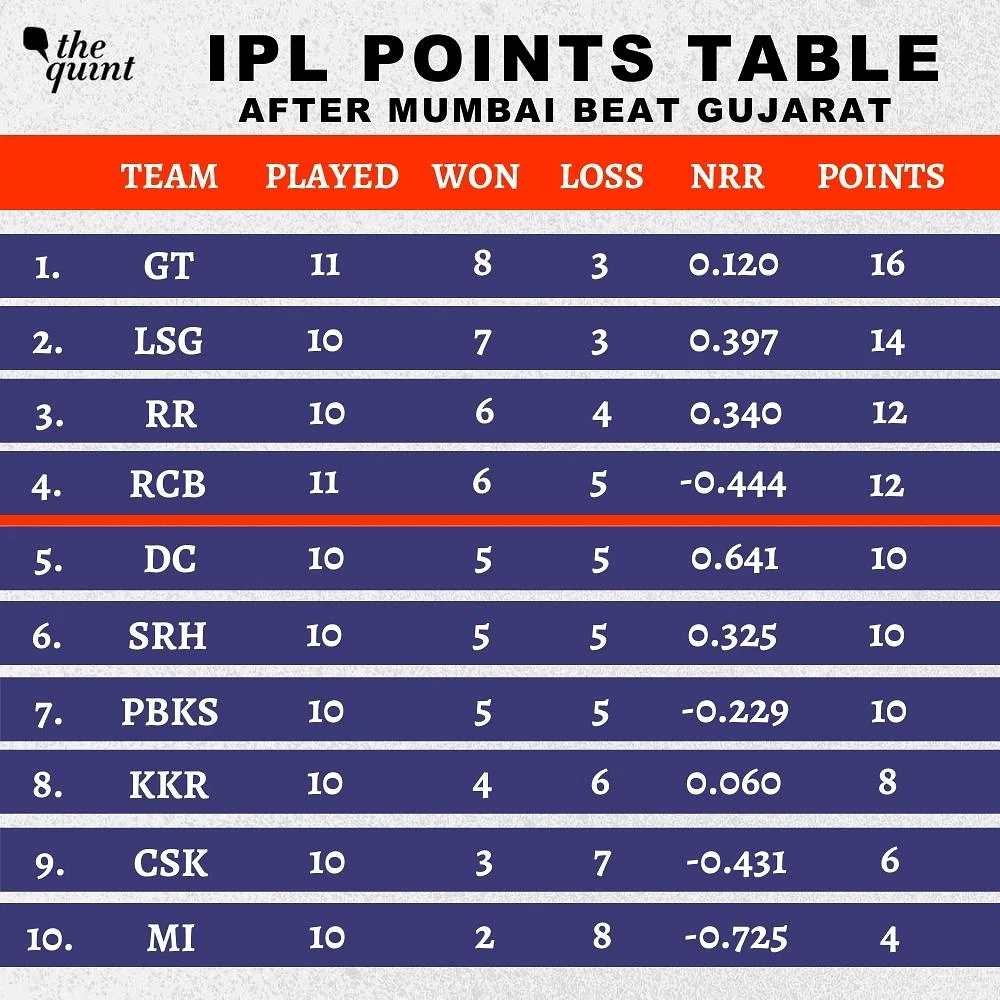 the
quint
IPL POINTS TABLE
AFTER MUMBAI BEAT GUJARAT
TEAM PLAYED WON LOSS NRR POINTS
1. GT 11 8 3 0.120 16
2. LSG 10 7 3 0.397 14
3. RR 10 6 4 0.340 12
4. RCB 11 6 5 -0.444 12
5. DC 10 5 5 0.641 10
6. SRH 10 5 5 0.325 10
7. PBKS 10 5 5 -0.229 10
8. KKR 10 4 6 0.060 8
9. CSK 10 3 7 -0.431 6
10. MI 10 2 8 -0.725 4